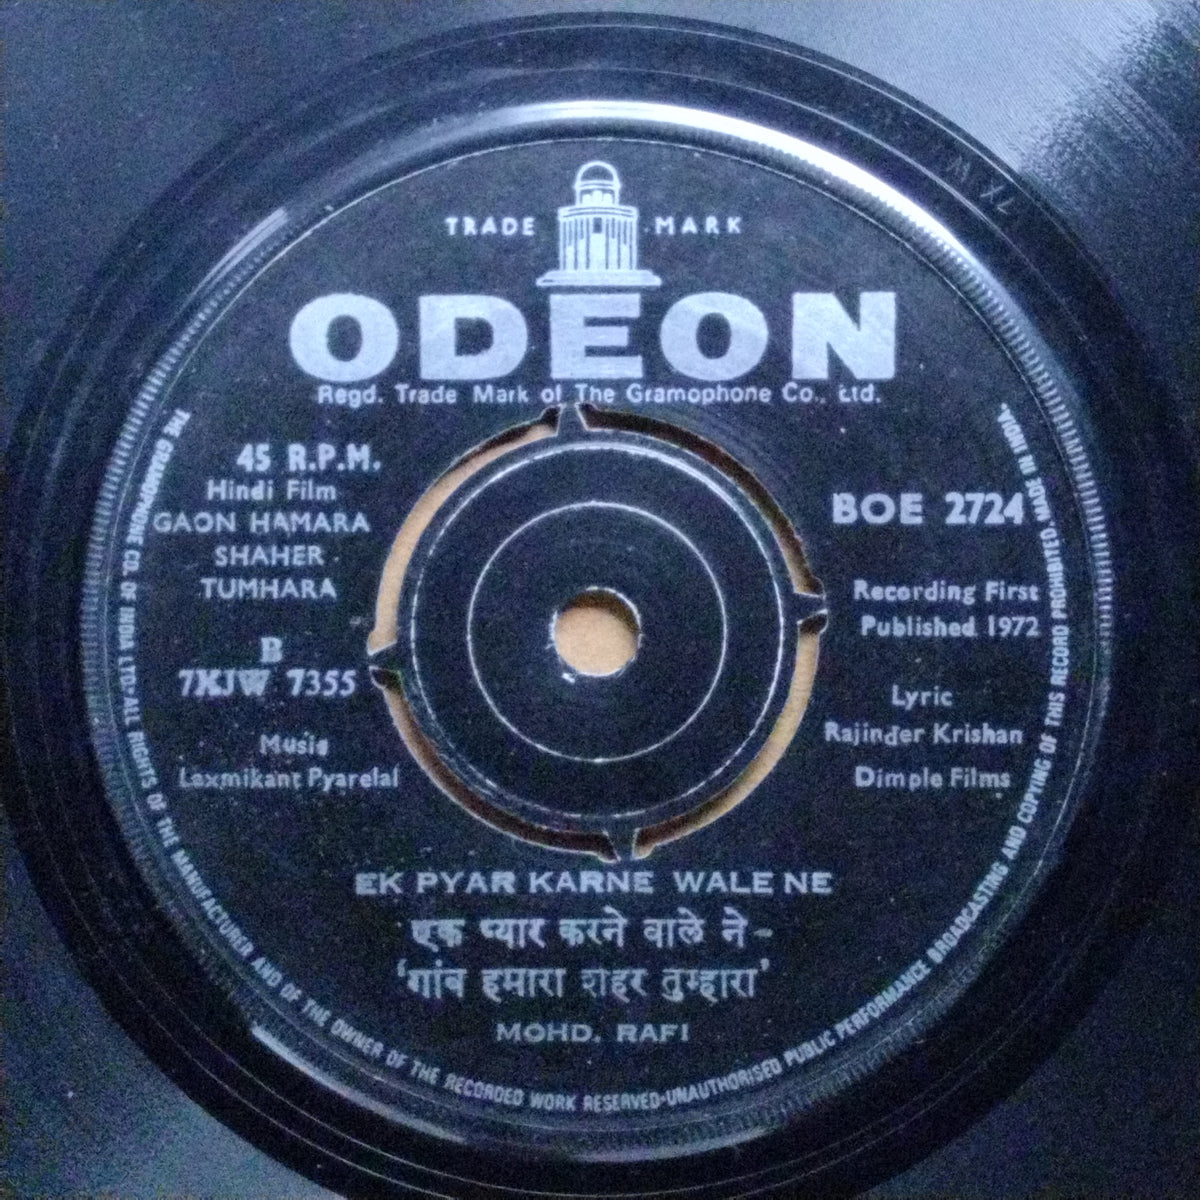 TRADE MARK
ODEON
Regd. Trade Mark of The Gramophone Co., Ltd.
45 R.P.M.
Hindi Film
GAON HAMARA
SHAHER
TUMHARA
B
7XJW 7355
Music
Laxmikant Pyarelal
BOE 2724
Recording First
Published 1972
Lyric
Rajinder Krishan
Dimple Films
EK PYAR KARNE WALE NE
एक प्यार करने वाले ने-
'गांव हमारा शहर तुम्हारा'
MOHD. RAFI
THE GRAMOPHONE CO. OF INDIA LTD·ALL RIGHTS OF THE MANUFACTURER AND OF THE OWNER OF THE RECORDED WORK RESERVED·UNAUTHORISED PUBLIC PERFORMANCE BROADCASTING AND COPYING OF THIS RECORD PROHIBITED. MADE IN INDIA.